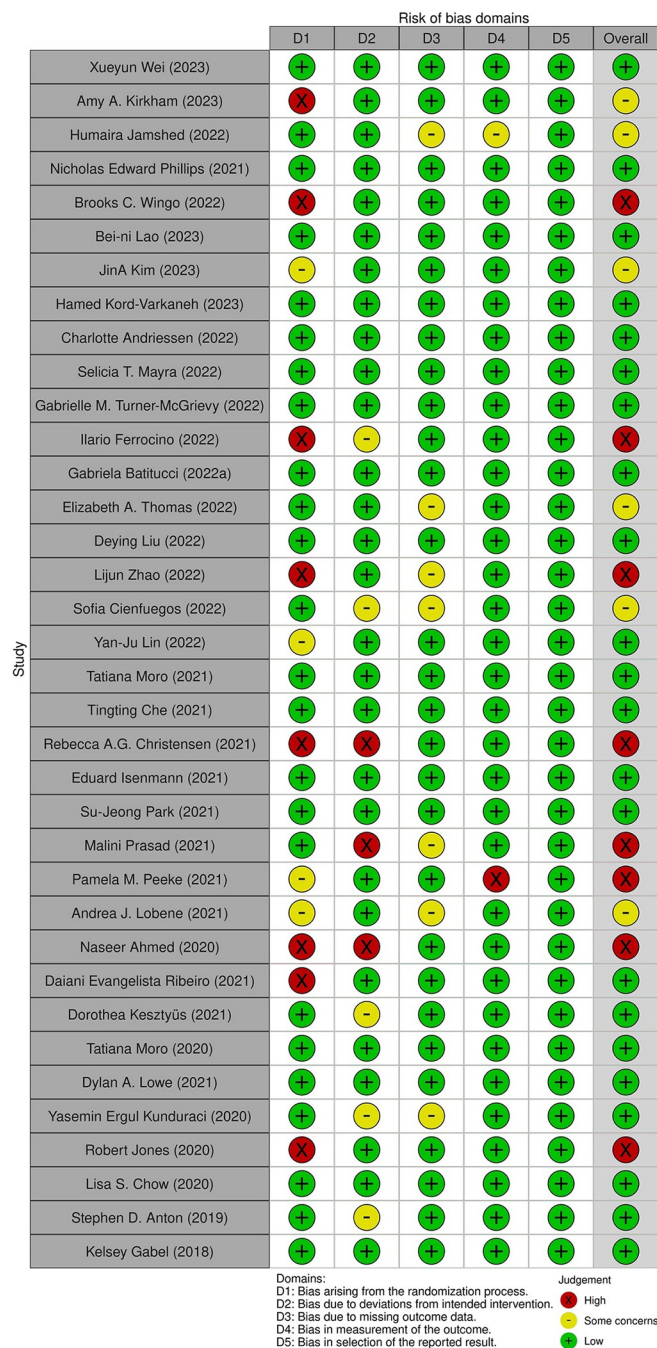 Risk of bias domains
D1 D2 D3 D4 D5 Overall
Study
Xueyun Wei (2023) + + + + + +
Amy A. Kirkham (2023) X + + + + -
Humaira Jamshed (2022) + + - - + -
Nicholas Edward Phillips (2021) + + + + + +
Brooks C. Wingo (2022) X + + + + X
Bei-ni Lao (2023) + + + + + +
JinA Kim (2023) - + + + + -
Hamed Kord-Varkaneh (2023) + + + + + +
Charlotte Andriessen (2022) + + + + + +
Selicia T. Mayra (2022) + + + + + +
Gabrielle M. Turner-McGrievy (2022) + + + + + +
Ilario Ferrocino (2022) X - + + + X
Gabriela Batitucci (2022a) + + + + + +
Elizabeth A. Thomas (2022) + + - + + -
Deying Liu (2022) + + + + + +
Lijun Zhao (2022) X + - + + X
Sofia Cienfuegos (2022) + - - + + -
Yan-Ju Lin (2022) - + + + + +
Tatiana Moro (2021) + + + + + +
Tingting Che (2021) + + + + + +
Rebecca A.G. Christensen (2021) X X + + + X
Eduard Isenmann (2021) + + + + + +
Su-Jeong Park (2021) + + + + + +
Malini Prasad (2021) + X - + + X
Pamela M. Peeke (2021) - + + X + X
Andrea J. Lobene (2021) - + - + + -
Naseer Ahmed (2020) X X + + + X
Daiani Evangelista Ribeiro (2021) X + + + + +
Dorothea Kesztyüs (2021) + - + + + +
Tatiana Moro (2020) + + + + + +
Dylan A. Lowe (2021) + + + + + +
Yasemin Ergul Kunduraci (2020) + - - + + +
Robert Jones (2020) X + + + + X
Lisa S. Chow (2020) + + + + + +
Stephen D. Anton (2019) + - + + + +
Kelsey Gabel (2018) + + + + + +
Domains:
D1: Bias arising from the randomization process.
D2: Bias due to deviations from intended intervention.
D3: Bias due to missing outcome data.
D4: Bias in measurement of the outcome.
D5: Bias in selection of the reported result.
Judgement
X High
- Some concerns
+ Low